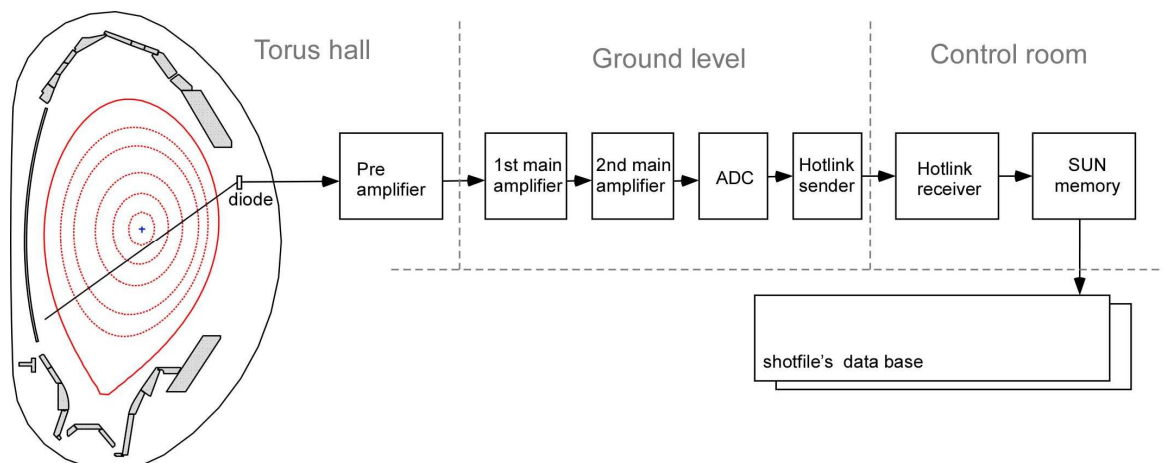 Torus hall
Ground level
Control room
diode
Pre
amplifier
1st main
amplifier
2nd main
amplifier
ADC
Hotlink
sender
Hotlink
receiver
SUN
memory
shotfile's data base